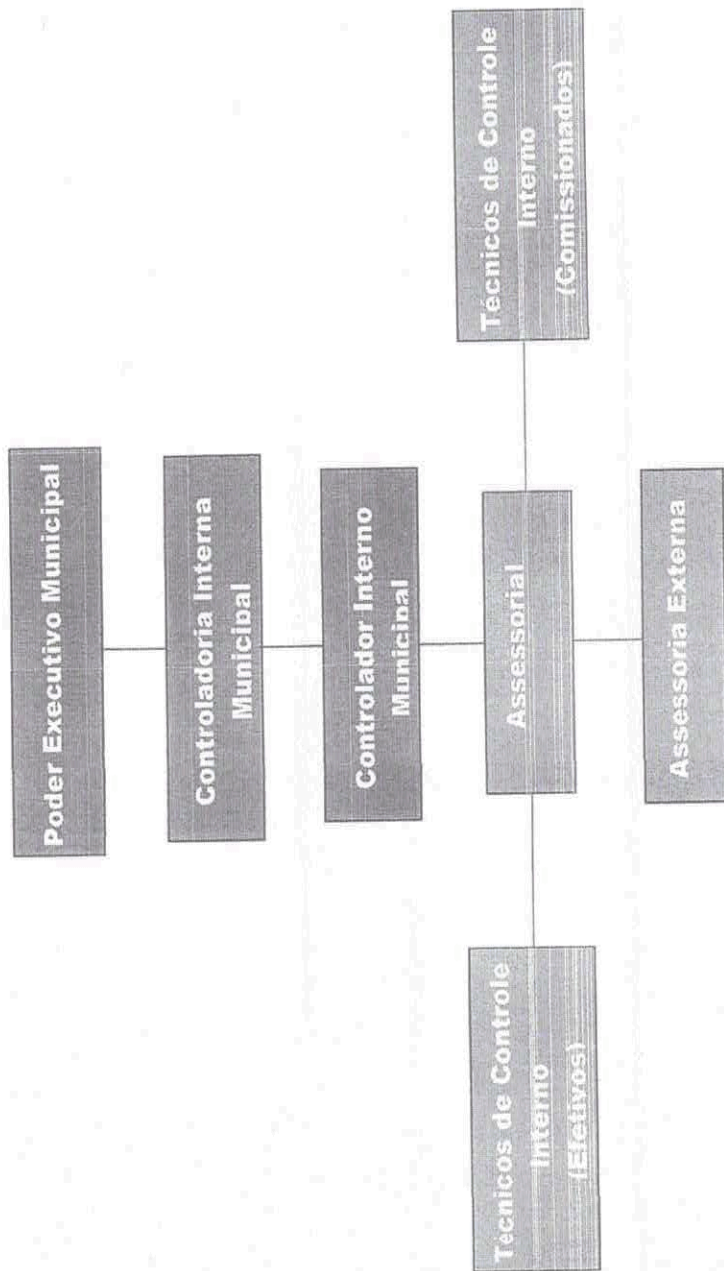 Poder Executivo Municipal
Controladoria Interna
Municipal
Controlador Interno
Municipal
Técnicos de Controle
Interno
(Efetivos)
Assessorial
Técnicos de Controle
Interno
(Comissionados)
Assessoria Externa